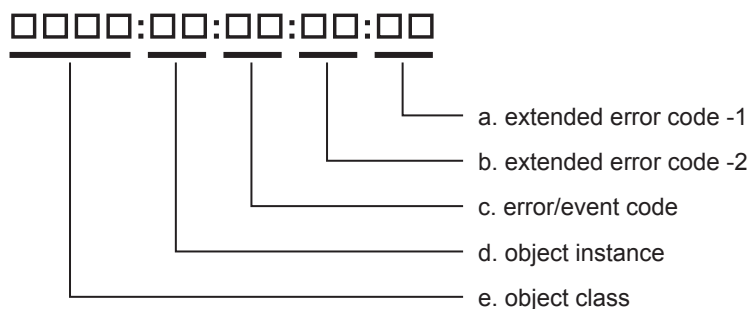 □□□□:□□:□□:□□:□□
a. extended error code -1
b. extended error code -2
c. error/event code
d. object instance
e. object class